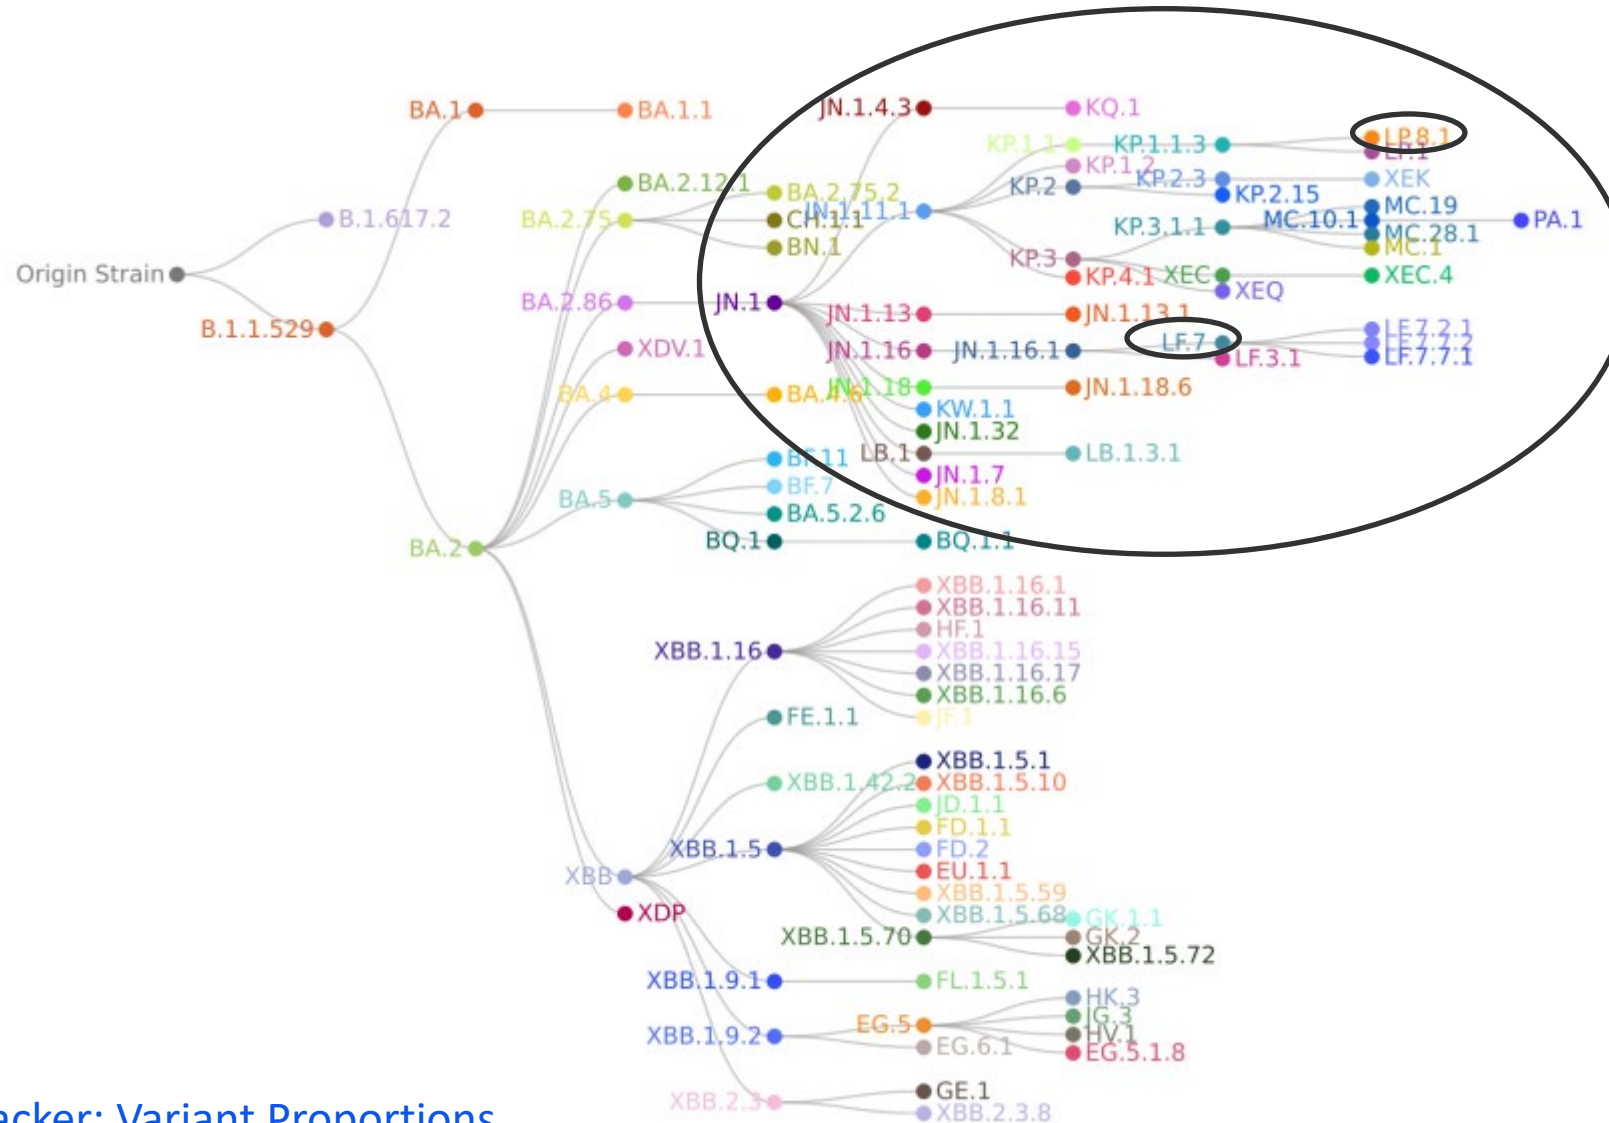 Origin Strain
B.1.617.2
B.1.1.529
BA.1
BA.1.1
BA.2
BA.2.12.1
BA.2.75
BA.2.75.2
CH.1.1
BN.1
BA.2.86
JN.1
JN.1.4.3
KQ.1
JN.1.11.1
KP.1.1
KP.1.1.3
LP.8.1
LP.1
KP.1.2
KP.2
KP.2.3
XEK
KP.2.15
KP.3
KP.3.1.1
MC.19
MC.10.1
PA.1
MC.28.1
MC.1
XEC
XEC.4
XEQ
KP.4.1
JN.1.13
JN.1.13.1
JN.1.16
JN.1.16.1
LF.7
LF.7.2.1
LF.7.7.2
LF.7.7.1
LF.3.1
JN.1.18
JN.1.18.6
KW.1.1
JN.1.32
LB.1
LB.1.3.1
JN.1.7
JN.1.8.1
XDV.1
BA.4
BA.4.6
BA.5
BF.11
BF.7
BA.5.2.6
BQ.1
BQ.1.1
XBB
XBB.1.16
XBB.1.16.1
XBB.1.16.11
HF.1
XBB.1.16.15
XBB.1.16.17
XBB.1.16.6
JF.1
FE.1.1
XBB.1.42.2
XBB.1.5
XBB.1.5.1
XBB.1.5.10
JD.1.1
FD.1.1
FD.2
EU.1.1
XBB.1.5.59
XBB.1.5.68
XBB.1.5.70
GK.1.1
GK.2
XBB.1.5.72
XDP
XBB.1.9.1
FL.1.5.1
XBB.1.9.2
EG.5
HK.3
JG.3
HV.1
EG.5.1.8
EG.6.1
XBB.2.3
GE.1
XBB.2.3.8
acker: Variant Proportions